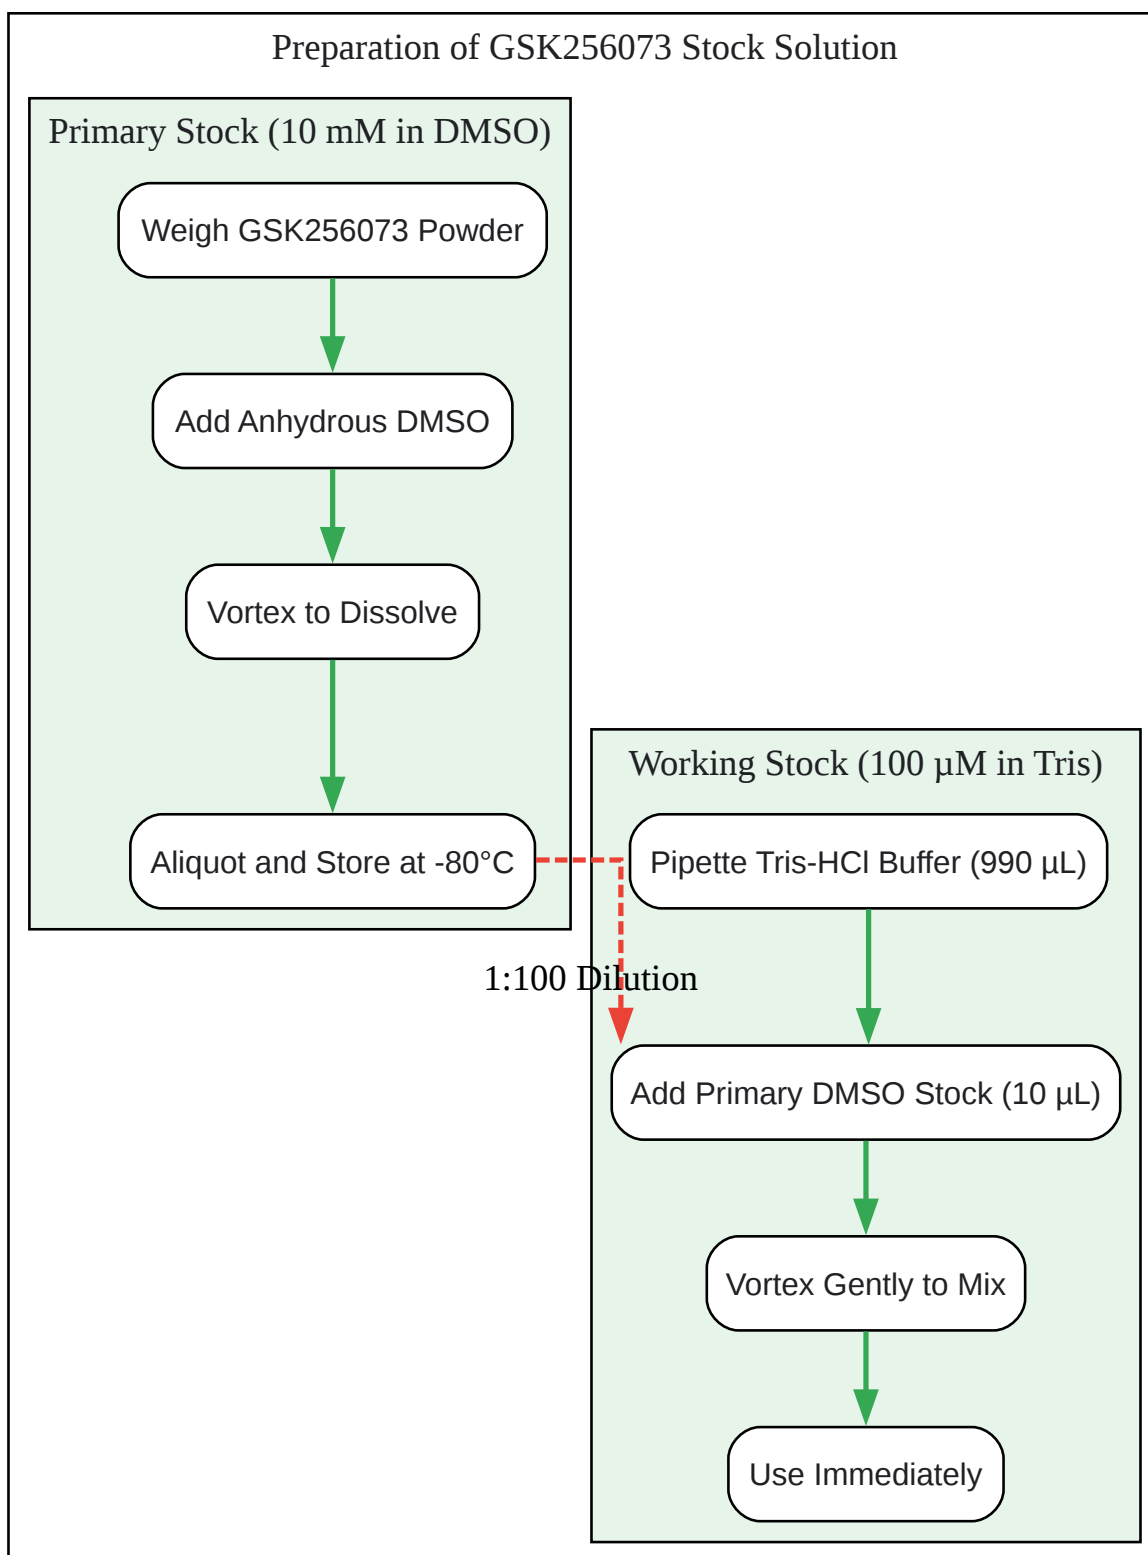 Preparation of GSK256073 Stock Solution
Primary Stock (10 mM in DMSO)
Weigh GSK256073 Powder
Add Anhydrous DMSO
Vortex to Dissolve
Aliquot and Store at -80°C
1:100 Dilution
Working Stock (100 µM in Tris)
Pipette Tris-HCl Buffer (990 µL)
Add Primary DMSO Stock (10 µL)
Vortex Gently to Mix
Use Immediately